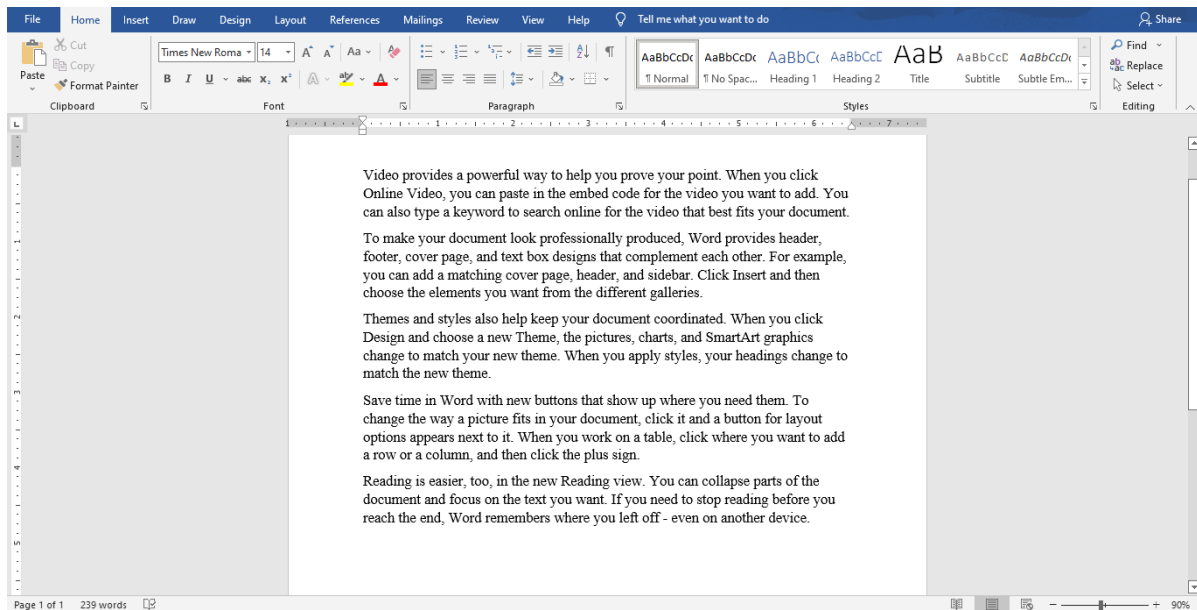 File Home Insert Draw Design Layout References Mailings Review View Help Tell me what you want to do Share
Cut
Copy
Format Painter
Paste
Times New Roma 14 A A Aa
B I U abc X₂ X² A aby A
AaBbCcDc AaBbCcDc AaBbC AaBbCcE AaB AaBbCcD AaBbCcDc
¶ Normal ¶ No Spac... Heading 1 Heading 2 Title Subtitle Subtle Em...
Find
Replace
Select
Clipboard Font Paragraph Styles Editing
1 1 2 3 4 5 6 7
Video provides a powerful way to help you prove your point. When you click
Online Video, you can paste in the embed code for the video you want to add. You
can also type a keyword to search online for the video that best fits your document.
To make your document look professionally produced, Word provides header,
footer, cover page, and text box designs that complement each other. For example,
you can add a matching cover page, header, and sidebar. Click Insert and then
choose the elements you want from the different galleries.
Themes and styles also help keep your document coordinated. When you click
Design and choose a new Theme, the pictures, charts, and SmartArt graphics
change to match your new theme. When you apply styles, your headings change to
match the new theme.
Save time in Word with new buttons that show up where you need them. To
change the way a picture fits in your document, click it and a button for layout
options appears next to it. When you work on a table, click where you want to add
a row or a column, and then click the plus sign.
Reading is easier, too, in the new Reading view. You can collapse parts of the
document and focus on the text you want. If you need to stop reading before you
reach the end, Word remembers where you left off - even on another device.
Page 1 of 1 239 words 90%